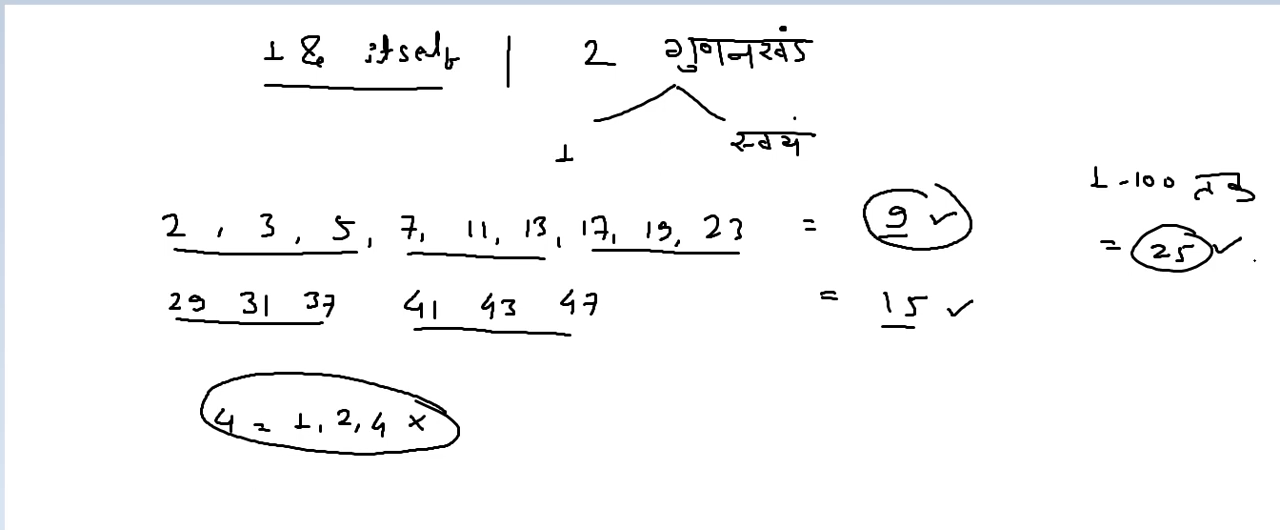 1 & itself | 2 गुणनखंड
1 स्वयं
1-100 तक
2, 3, 5, 7, 11, 13, 17, 19, 23 = 9 ✓
= 25 ✓
29 31 37 41 43 47 = 15 ✓
4 = 1, 2, 4 ×